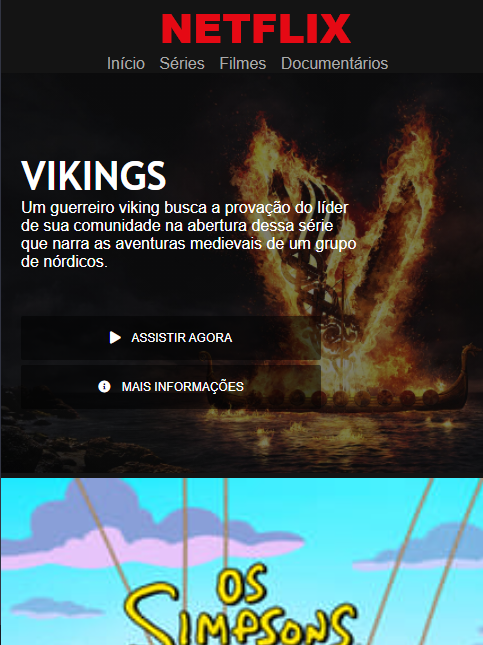 NETFLIX
Início Séries Filmes Documentários
VIKINGS
Um guerreiro viking busca a provação do líder
de sua comunidade na abertura dessa série
que narra as aventuras medievais de um grupo
de nórdicos.
ASSISTIR AGORA
MAIS INFORMAÇÕES
OS
SIMPSONS